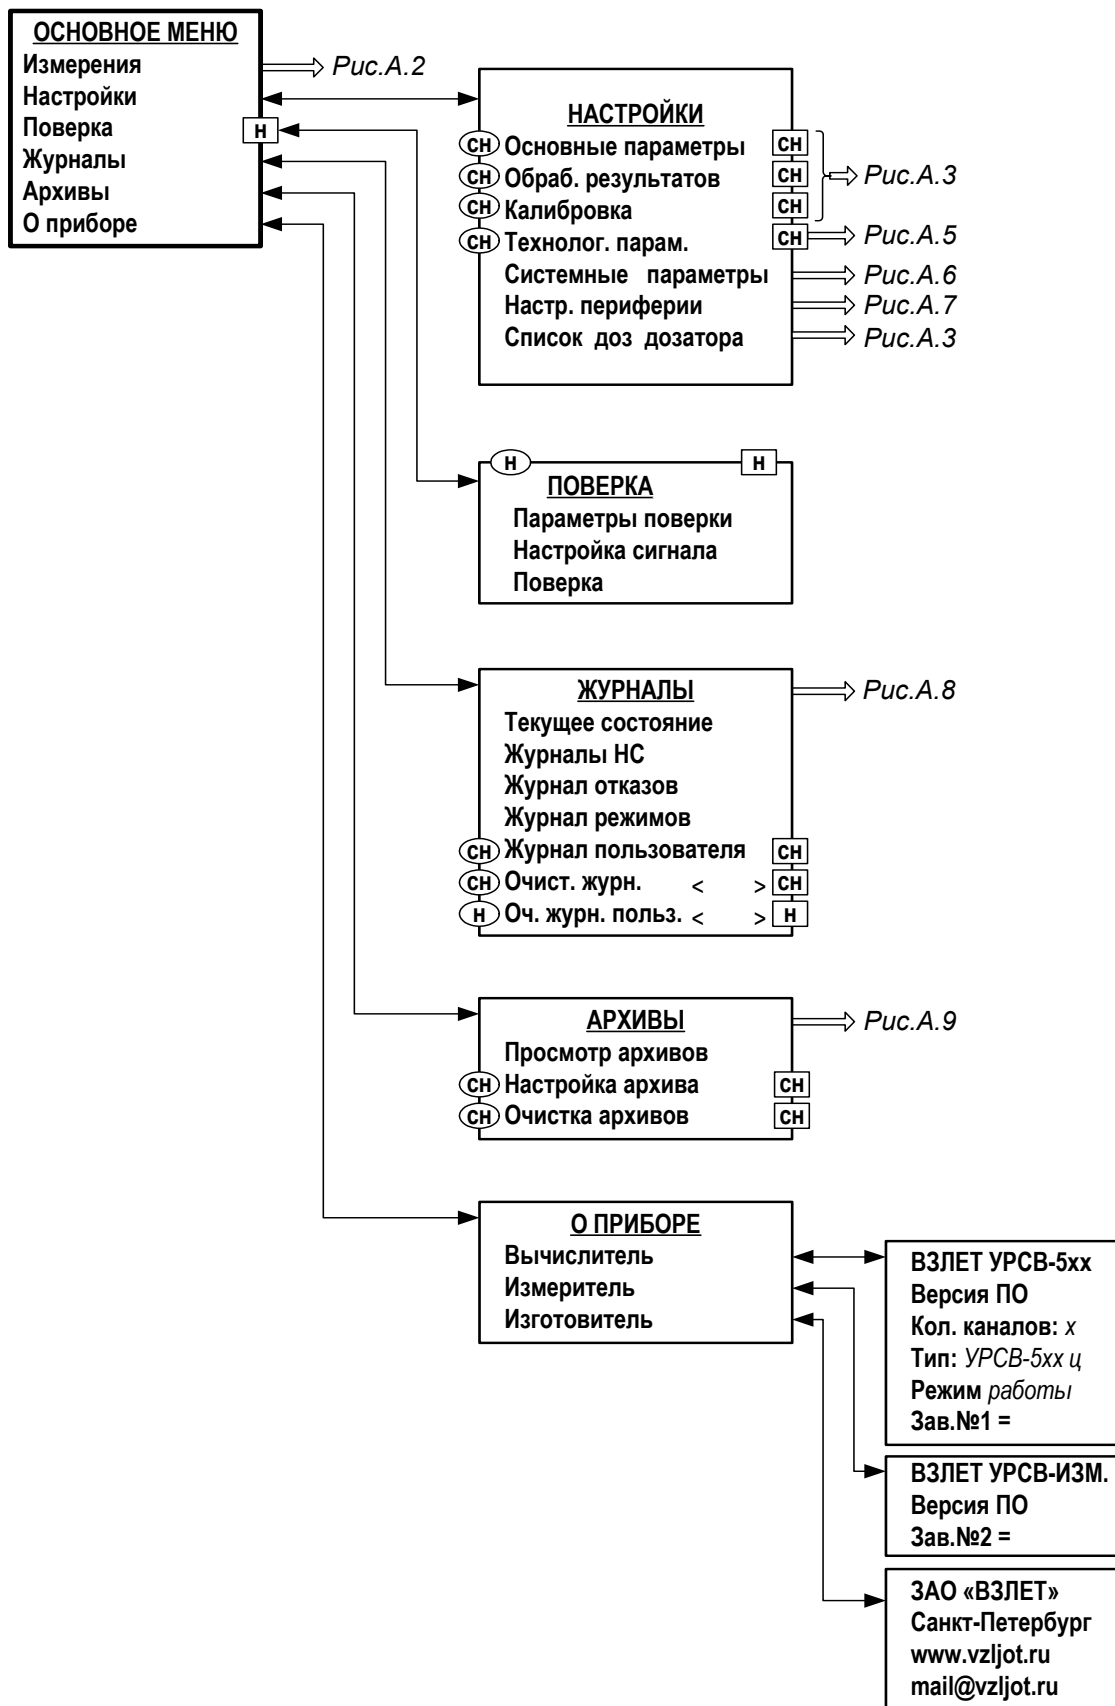 ОСНОВНОЕ МЕНЮ
Измерения
Настройки
Поверка
Н
Журналы
Архивы
О приборе
Рис.А.2
НАСТРОЙКИ
СН Основные параметры СН
СН Обраб. результатов СН
Рис.А.3
СН Калибровка СН
СН Технолог. парам. СН
Рис.А.5
Системные параметры
Рис.А.6
Настр. периферии
Рис.А.7
Список доз дозатора
Рис.А.3
Н Н
ПОВЕРКА
Параметры поверки
Настройка сигнала
Поверка
ЖУРНАЛЫ
Рис.А.8
Текущее состояние
Журналы НС
Журнал отказов
Журнал режимов
СН Журнал пользователя СН
СН Очист. журн. < > СН
Н Оч. журн. польз. < > Н
АРХИВЫ
Рис.А.9
Просмотр архивов
СН Настройка архива СН
СН Очистка архивов СН
О ПРИБОРЕ
Вычислитель
Измеритель
Изготовитель
ВЗЛЕТ УРСВ-5хх
Версия ПО
Кол. каналов: х
Тип: УРСВ-5хх ц
Режим работы
Зав.№1 =
ВЗЛЕТ УРСВ-ИЗМ.
Версия ПО
Зав.№2 =
ЗАО «ВЗЛЕТ»
Санкт-Петербург
www.vzljot.ru
mail@vzljot.ru